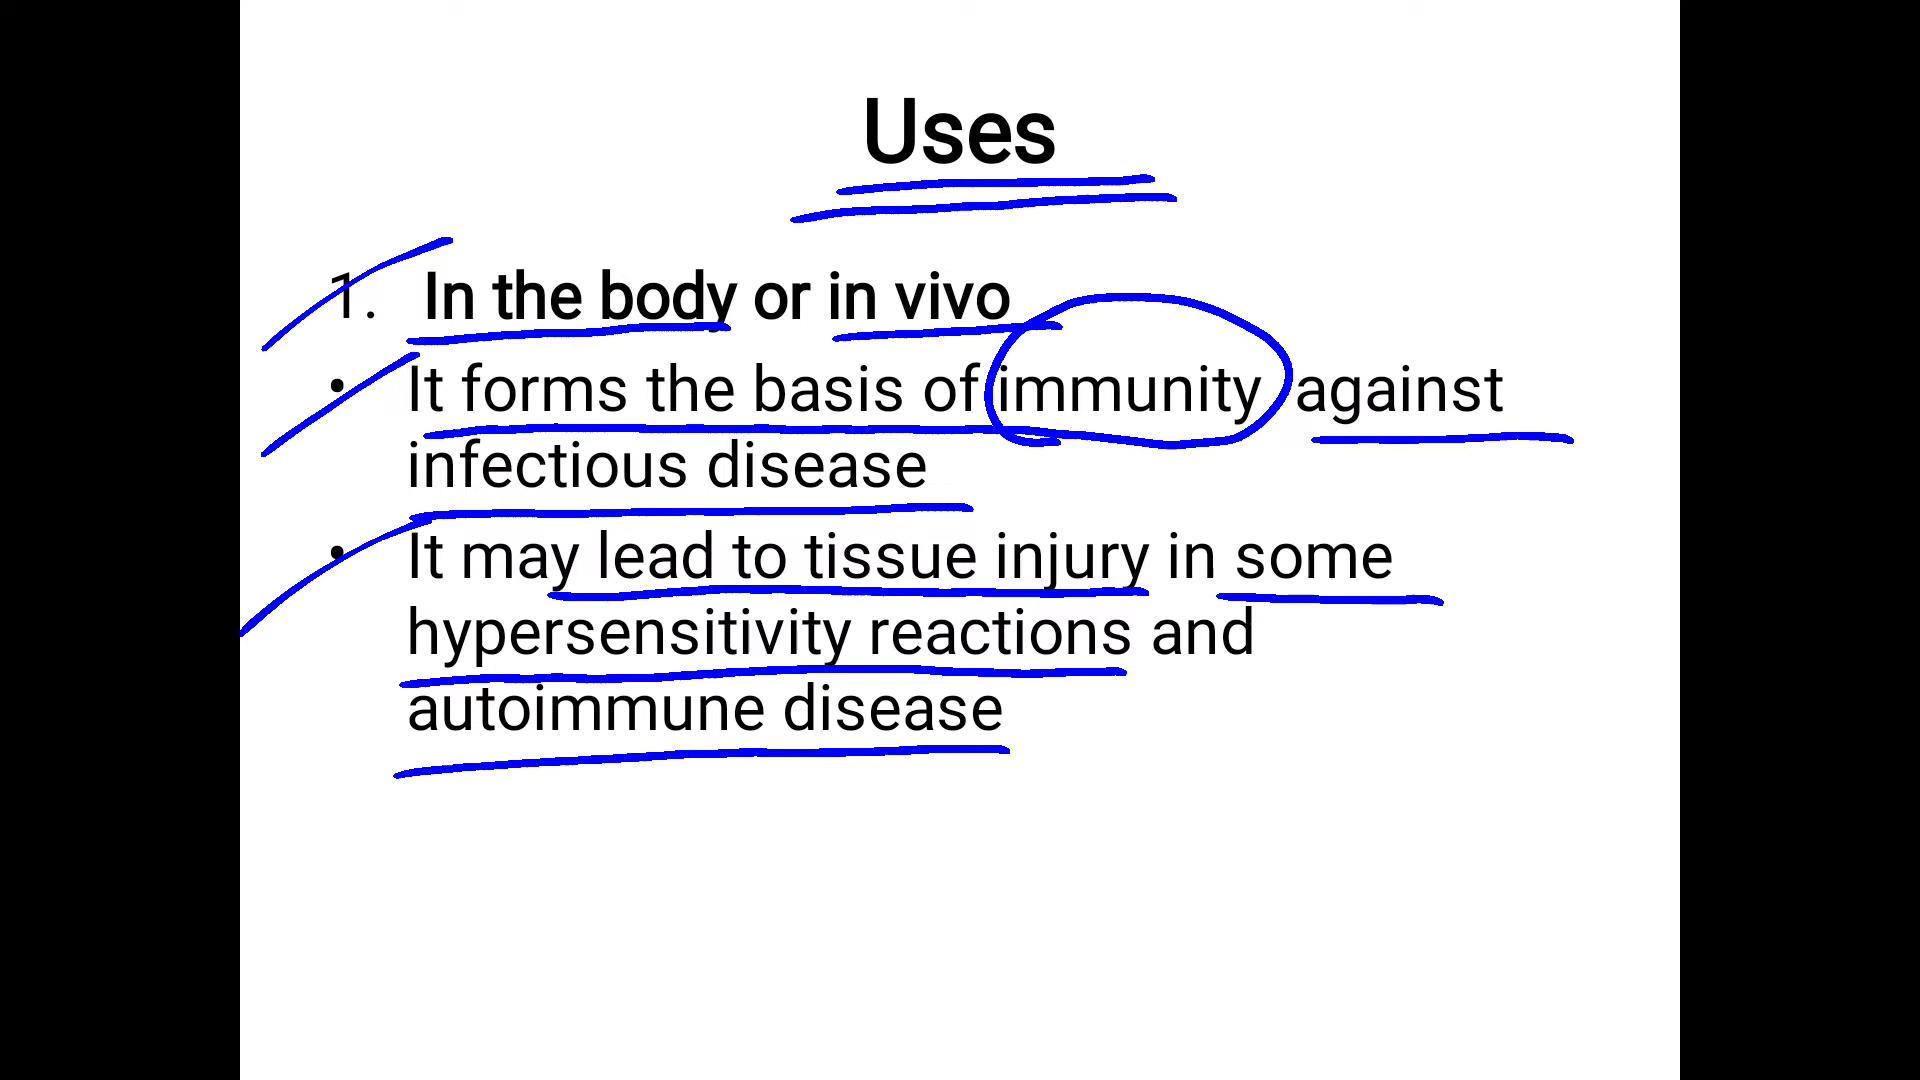 Uses
1. In the body or in vivo
• It forms the basis of immunity against
infectious disease
• It may lead to tissue injury in some
hypersensitivity reactions and
autoimmune disease